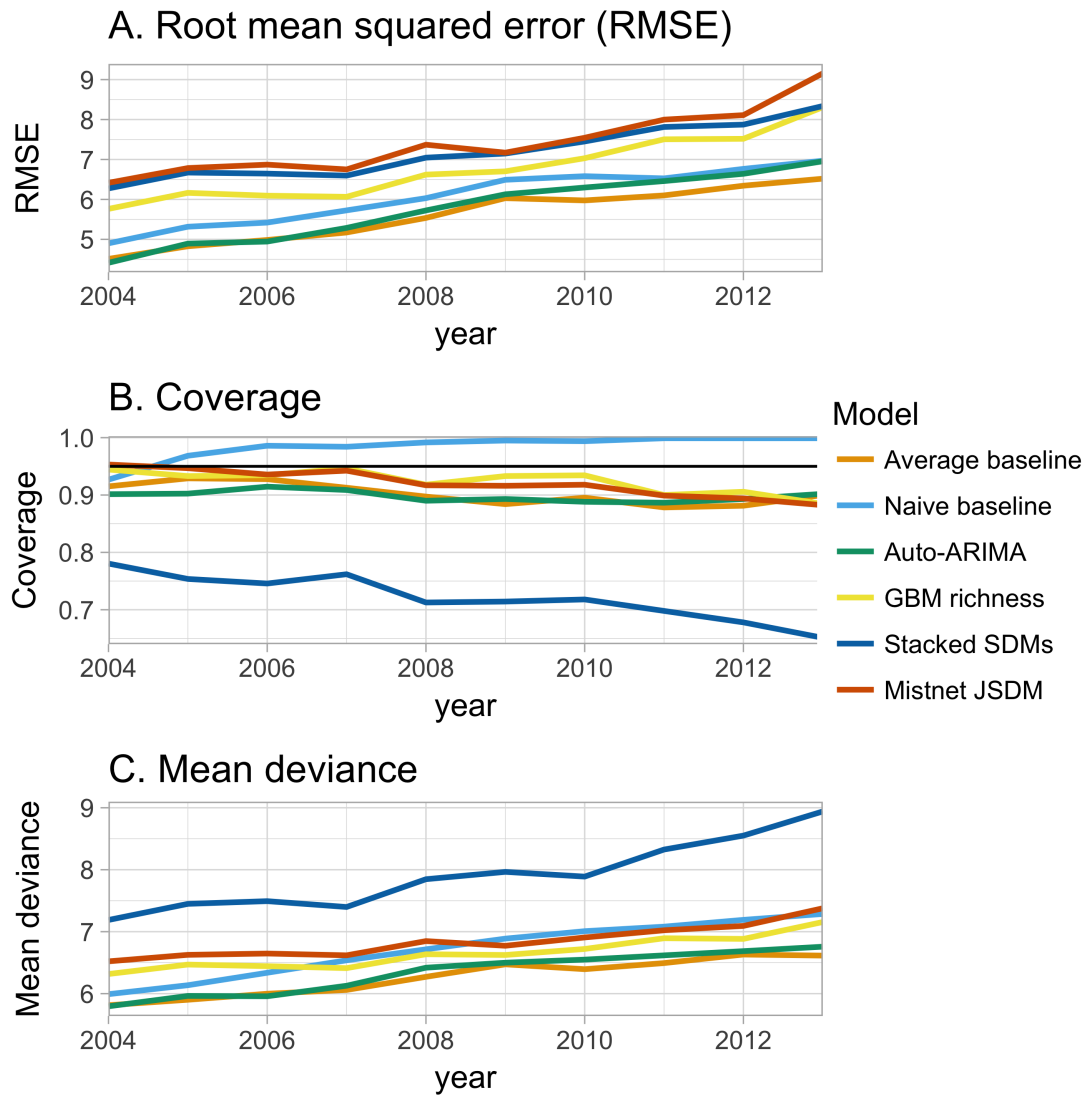 A. Root mean squared error (RMSE)
9
8
7
6
5
RMSE
2004 2006 2008 2010 2012
year
B. Coverage
1.0
0.9
0.8
0.7
Coverage
2004 2006 2008 2010 2012
year
Model
Average baseline
Naive baseline
Auto-ARIMA
GBM richness
Stacked SDMs
Mistnet JSDM
C. Mean deviance
9
8
7
6
Mean deviance
2004 2006 2008 2010 2012
year